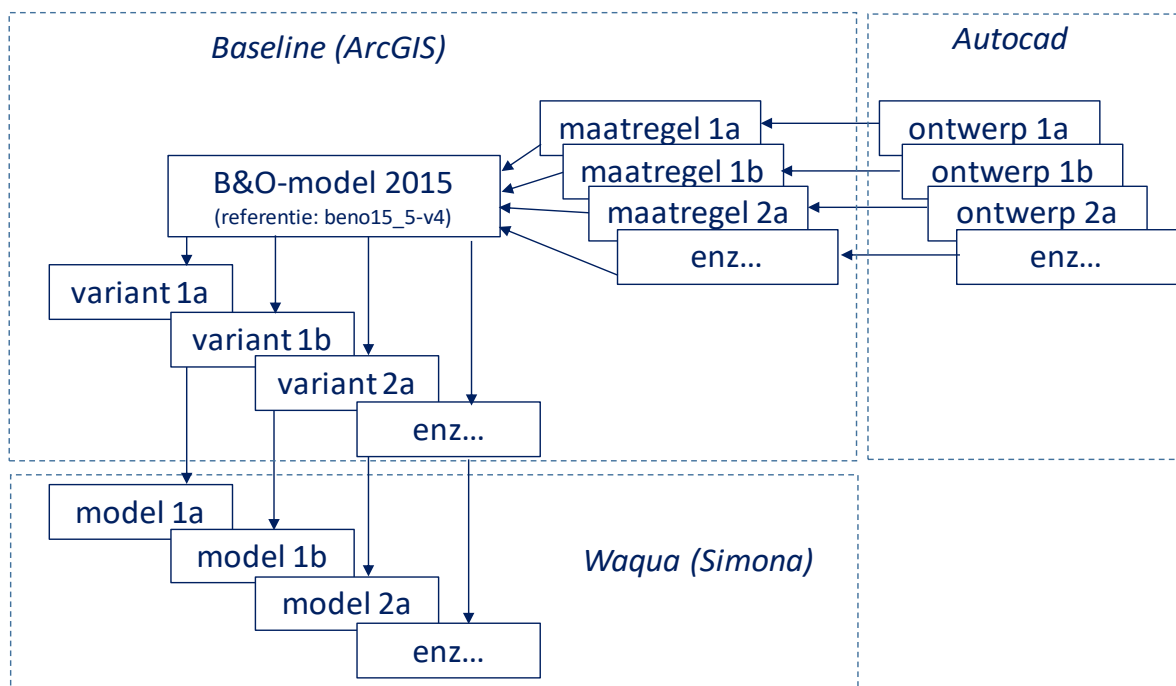 Baseline (ArcGIS)
Autocad
maatregel 1a
maatregel 1b
maatregel 2a
enz...
ontwerp 1a
ontwerp 1b
ontwerp 2a
enz...
B&O-model 2015
(referentie: beno15_5-v4)
variant 1a
variant 1b
variant 2a
enz...
model 1a
model 1b
model 2a
enz...
Waqua (Simona)